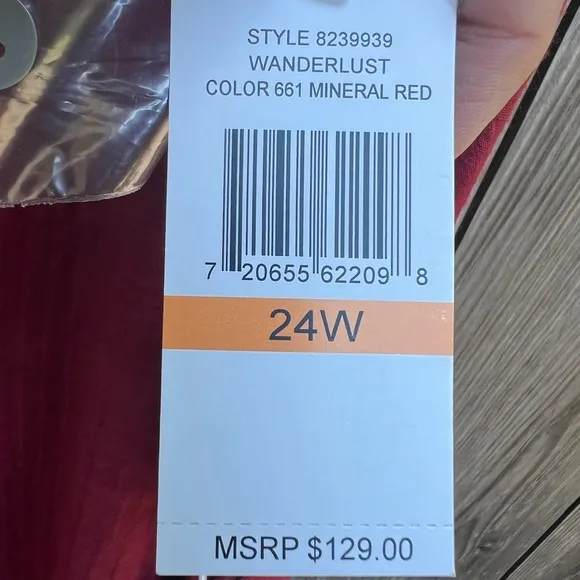 STYLE 8239939
WANDERLUST
COLOR 661 MINERAL RED
7 20655 62209 8
24W
MSRP $129.00